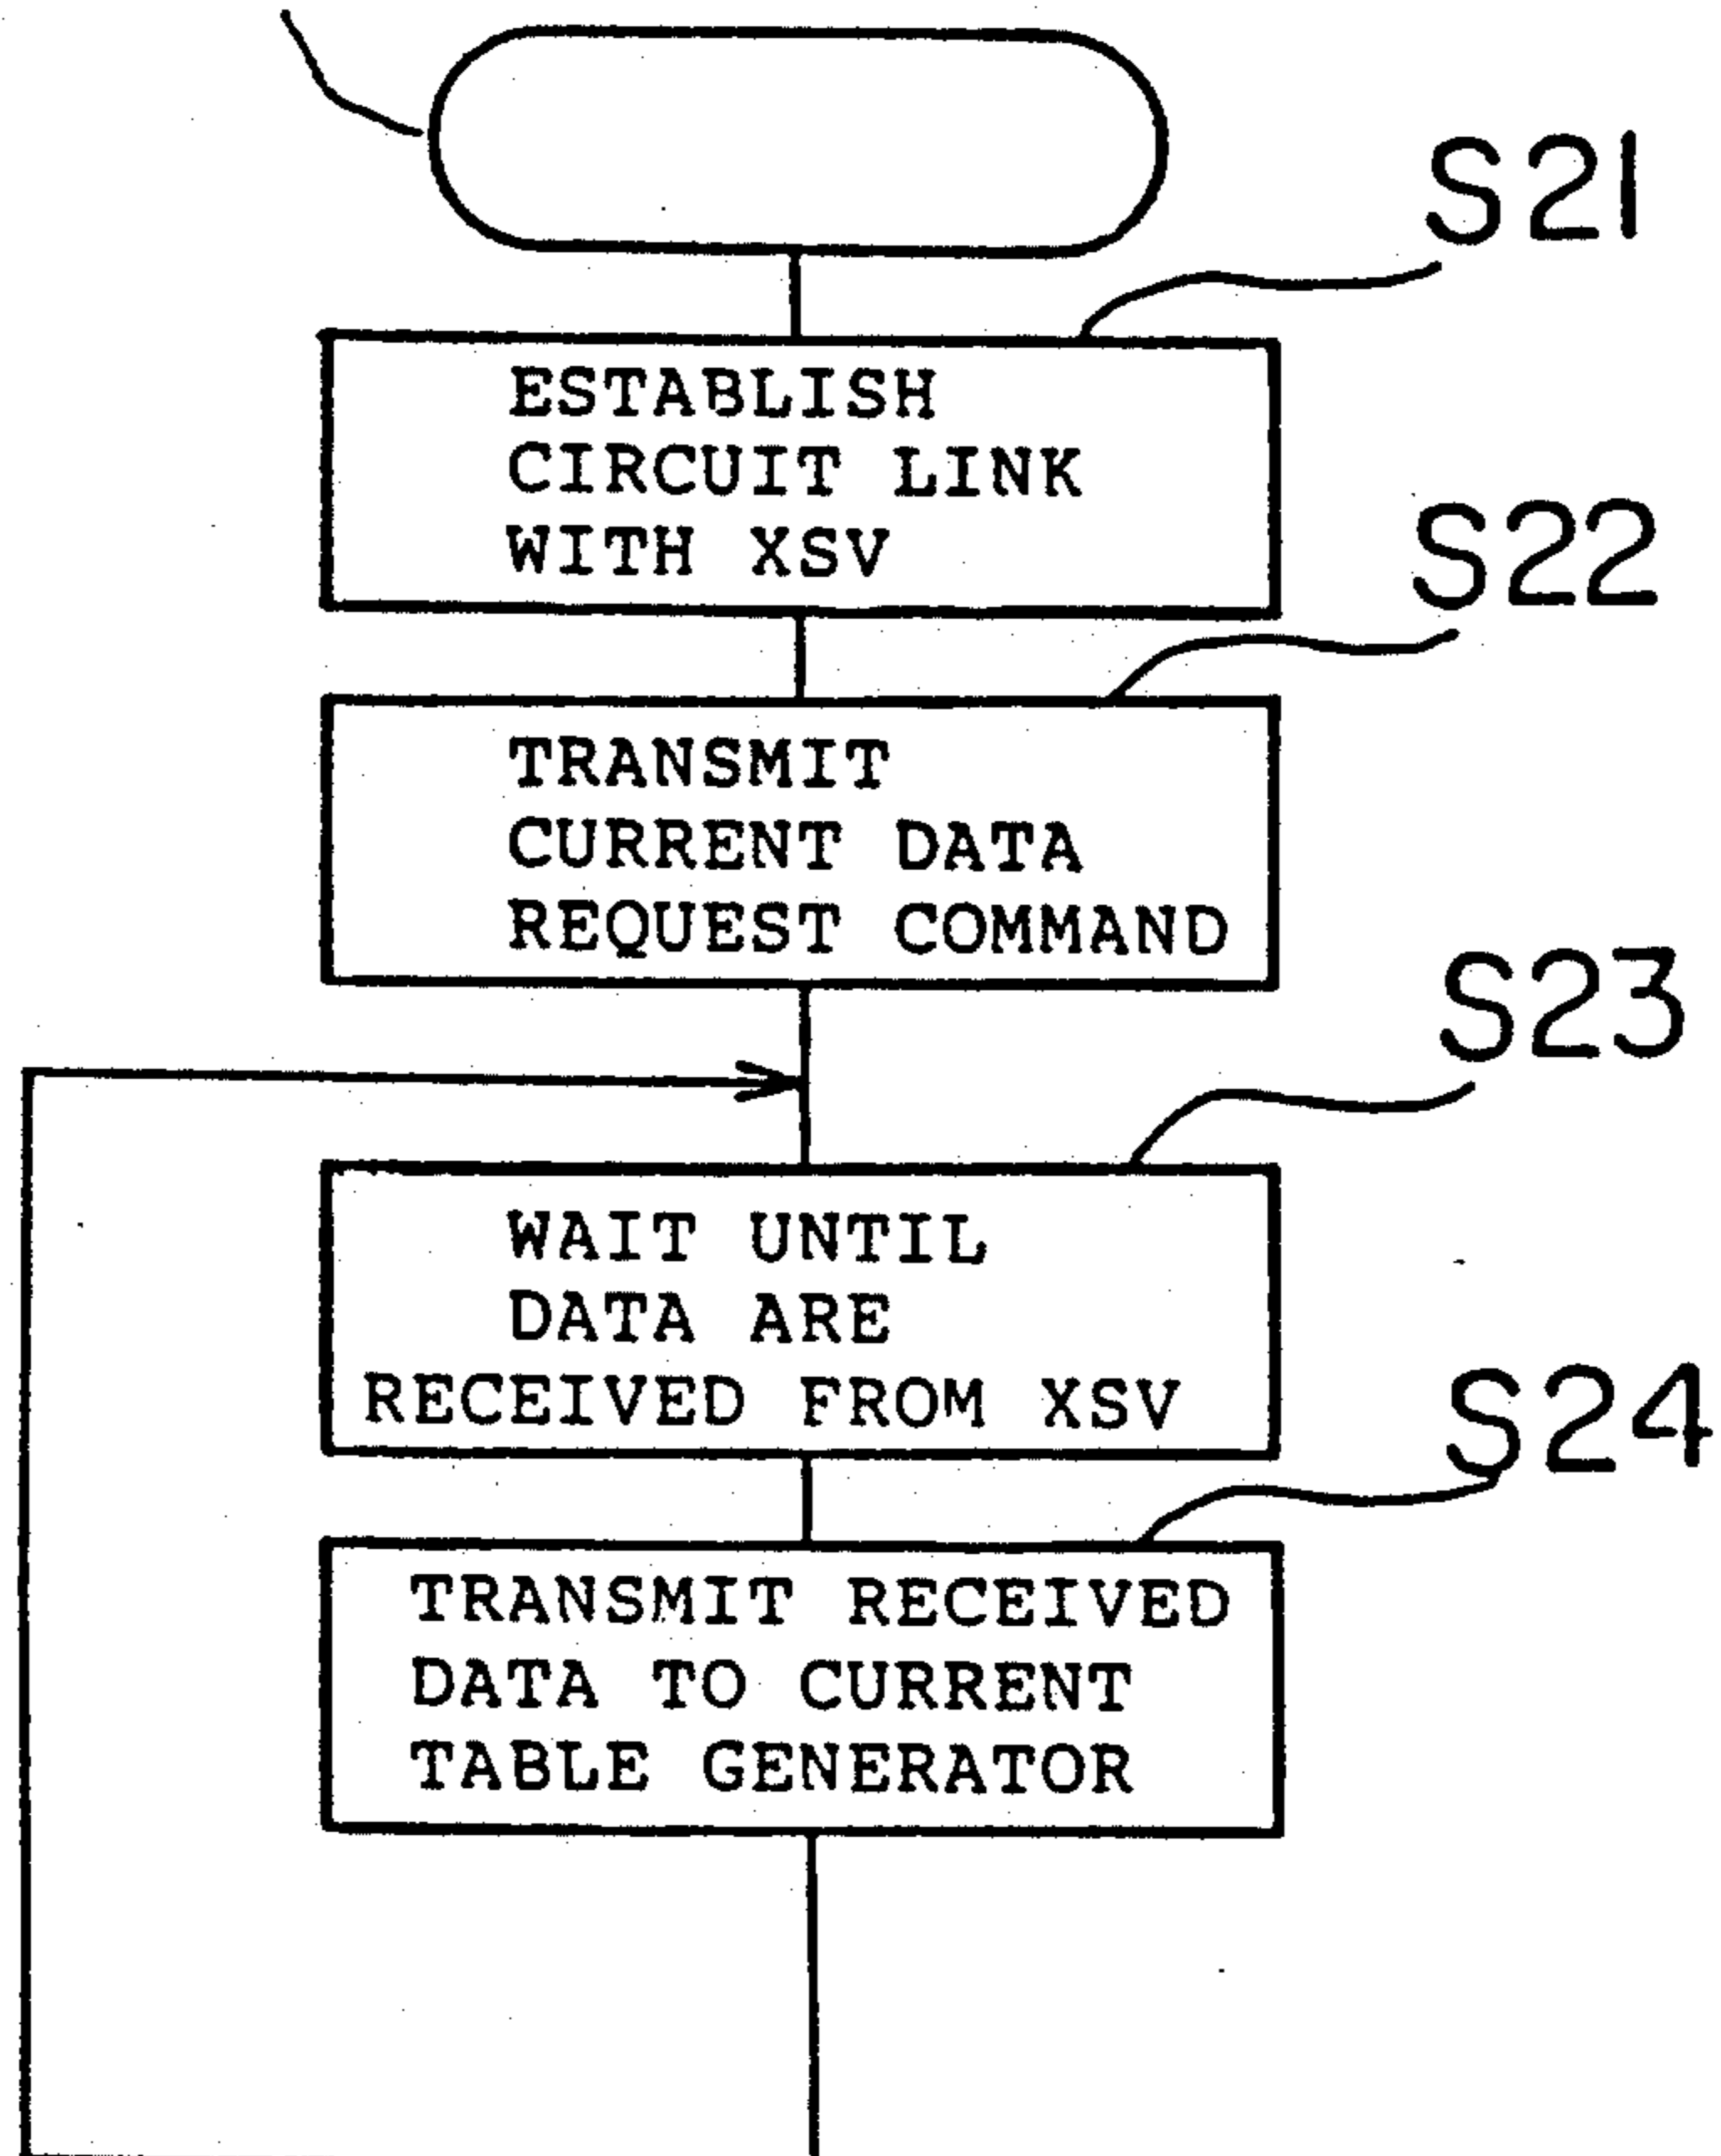 S21
ESTABLISH
CIRCUIT LINK
WITH XSV
S22
TRANSMIT
CURRENT DATA
REQUEST COMMAND
S23
WAIT UNTIL
DATA ARE
RECEIVED FROM XSV
S24
TRANSMIT RECEIVED
DATA TO CURRENT
TABLE GENERATOR